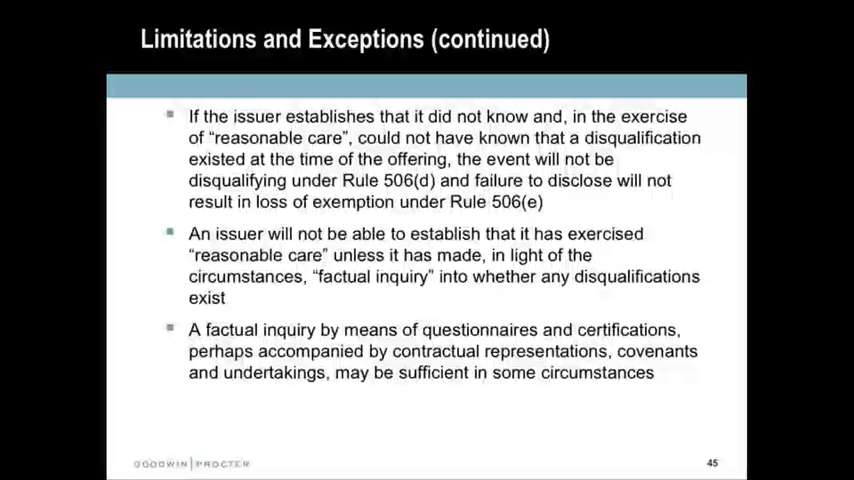 Limitations and Exceptions (continued)
If the issuer establishes that it did not know and, in the exercise
of “reasonable care”, could not have known that a disqualification
existed at the time of the offering, the event will not be
disqualifying under Rule 506(d) and failure to disclose will not
result in loss of exemption under Rule 506(e)
An issuer will not be able to establish that it has exercised
“reasonable care” unless it has made, in light of the
circumstances, “factual inquiry” into whether any disqualifications
exist
A factual inquiry by means of questionnaires and certifications,
perhaps accompanied by contractual representations, covenants
and undertakings, may be sufficient in some circumstances
GOODWIN | PROCTER
45